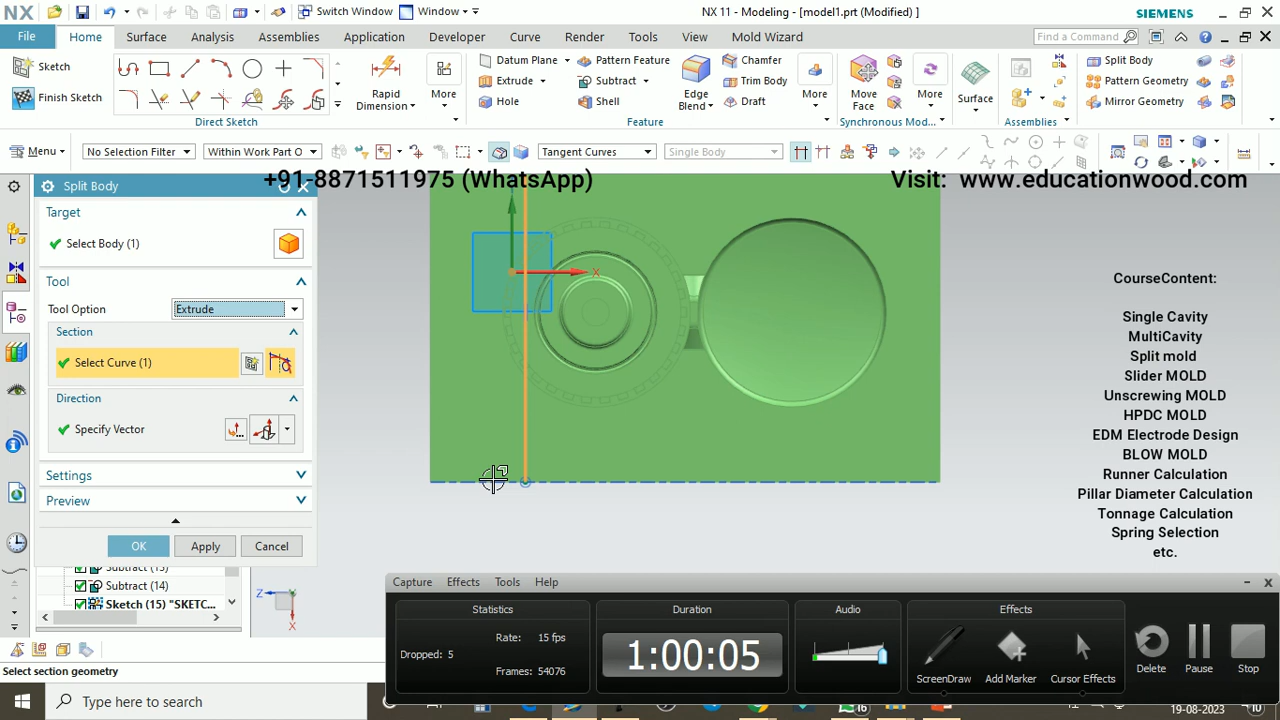 NX
Switch Window
Window
NX 11 - Modeling - [model1.prt (Modified) ]
SIEMENS
File
Home
Surface
Analysis
Assemblies
Application
Developer
Curve
Render
Tools
View
Mold Wizard
Find a Command
Sketch
Finish Sketch
Direct Sketch
Rapid
Dimension
More
Datum Plane
Extrude
Hole
Pattern Feature
Subtract
Shell
Edge
Blend
Chamfer
Trim Body
Draft
More
Feature
Move
Face
More
Synchronous Mod...
Surface
Assemblies
Split Body
Pattern Geometry
Mirror Geometry
Menu
No Selection Filter
Within Work Part O
Tangent Curves
Single Body
+91-8871511975 (WhatsApp)
Visit: www.educationwood.com
Split Body
Target
Select Body (1)
Tool
Tool Option
Extrude
Section
Select Curve (1)
Direction
Specify Vector
Settings
Preview
OK
Apply
Cancel
X
CourseContent:
Single Cavity
MultiCavity
Split mold
Slider MOLD
Unscrewing MOLD
HPDC MOLD
EDM Electrode Design
BLOW MOLD
Runner Calculation
Pillar Diameter Calculation
Tonnage Calculation
Spring Selection
etc.
Subtract (13)
Subtract (14)
Sketch (15) "SKETC...
Z
X
Select section geometry
Capture
Effects
Tools
Help
Statistics
Duration
Audio
Effects
Rate: 15 fps
Dropped: 5
Frames: 54076
1:00:05
ScreenDraw
Add Marker
Cursor Effects
Delete
Pause
Stop
Type here to search
16
19-08-2023